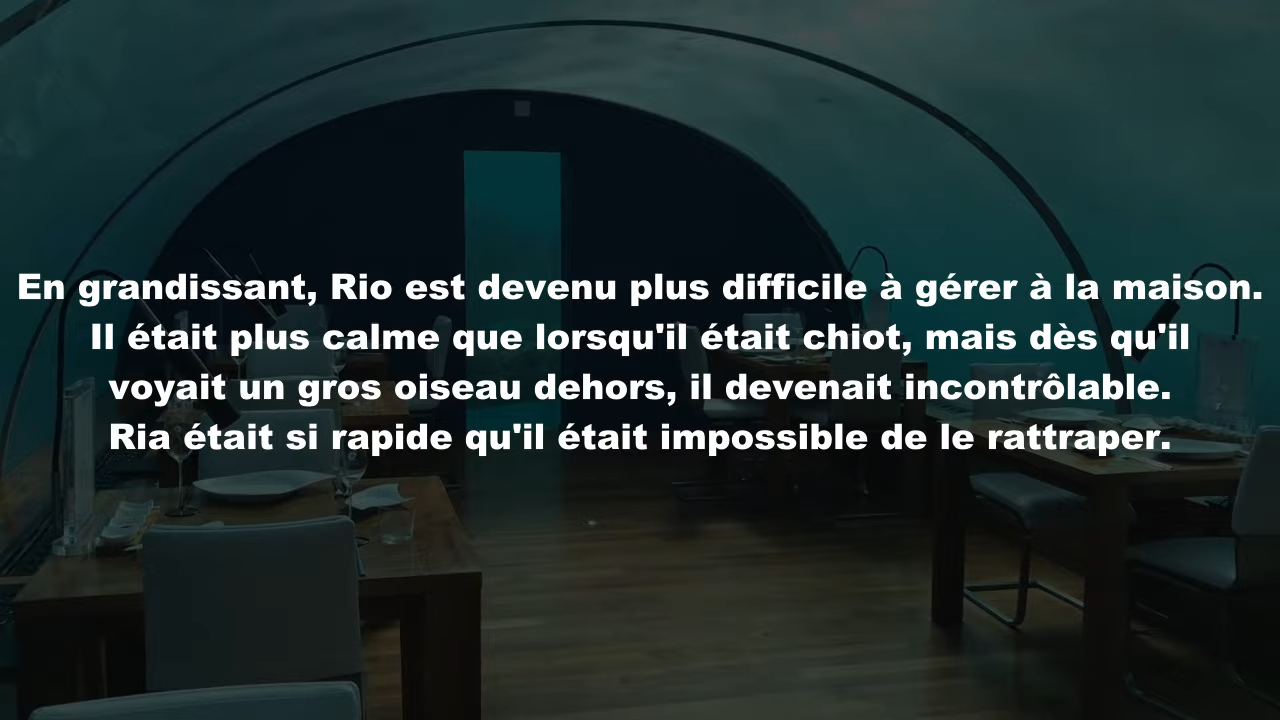 En grandissant, Rio est devenu plus difficile à gérer à la maison.
Il était plus calme que lorsqu'il était chiot, mais dès qu'il
voyait un gros oiseau dehors, il devenait incontrôlable.
Ria était si rapide qu'il était impossible de le rattraper.